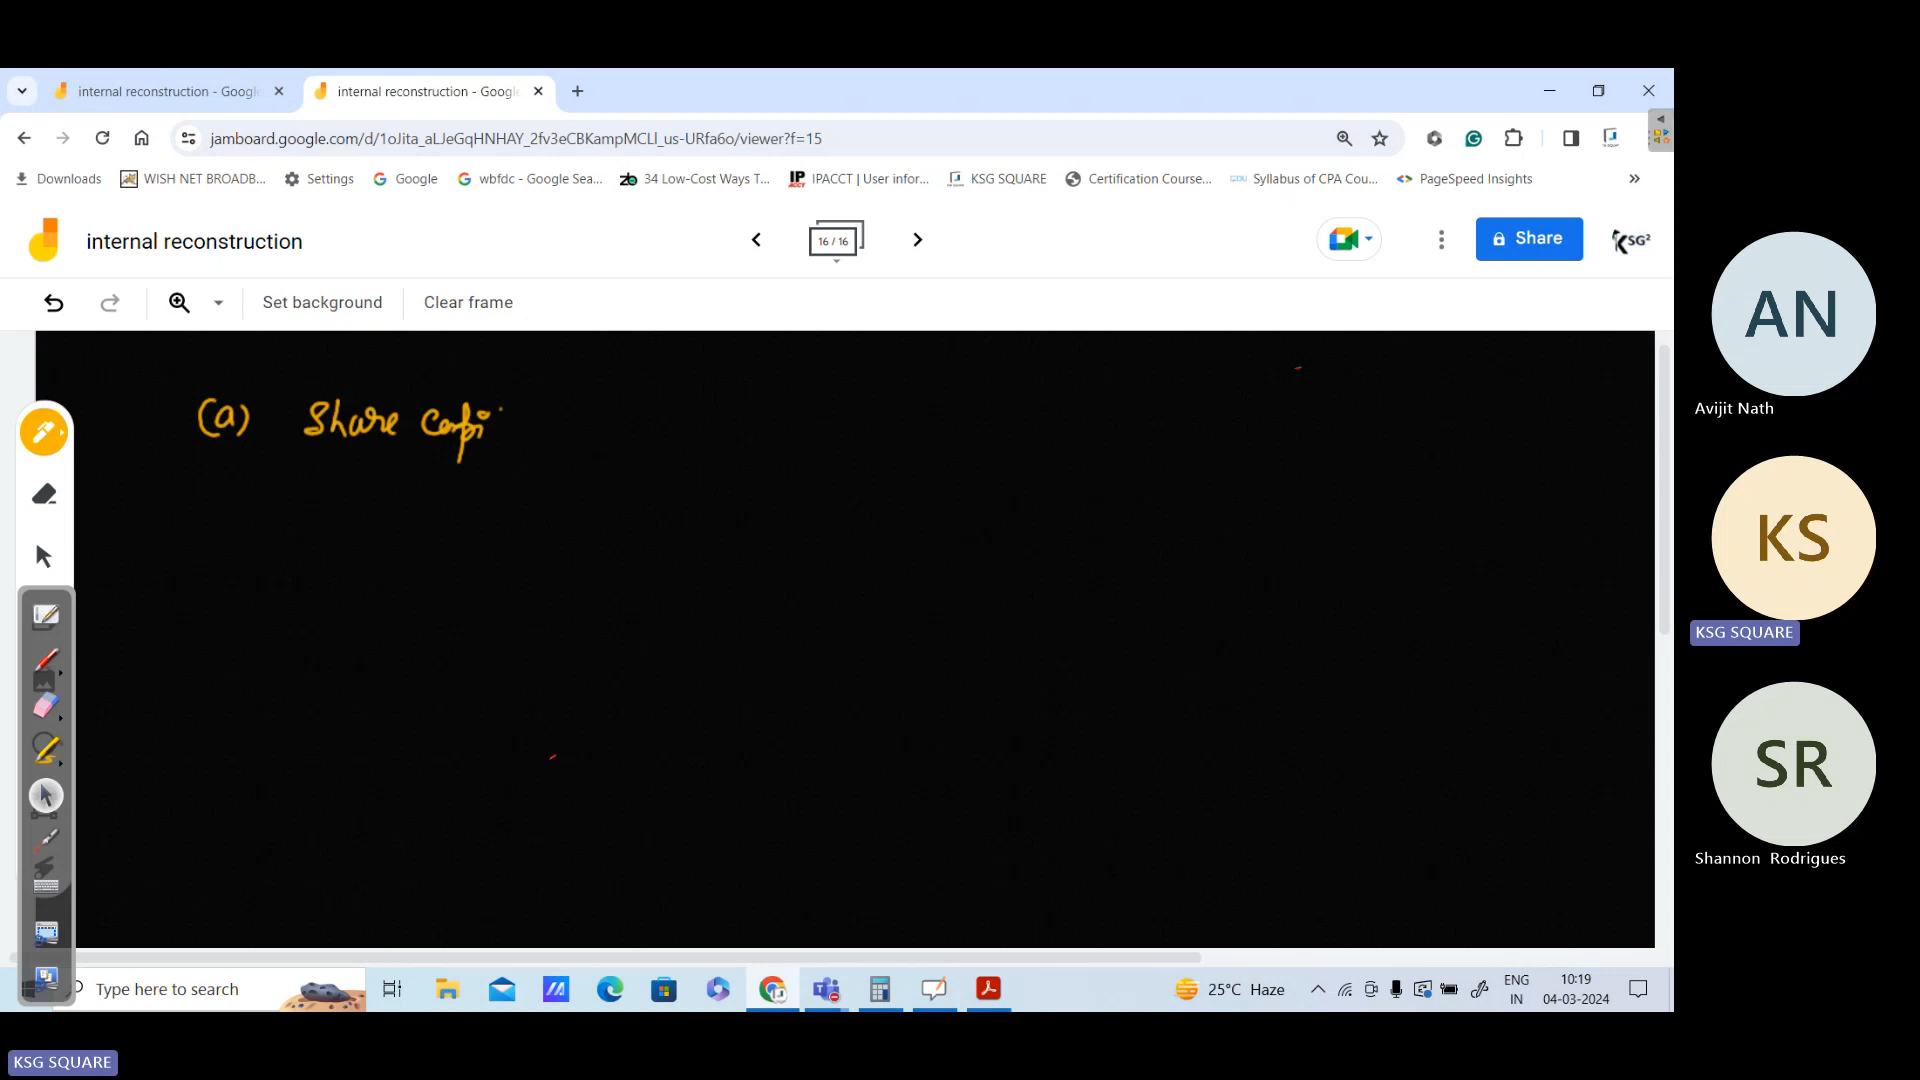 internal reconstruction - Google
internal reconstruction - Google
jamboard.google.com/d/1oJita_aLJeGqHNHAY_2fv3eCBKampMCLl_us-URfa6o/viewer?f=15
Downloads
WISH NET BROADB...
Settings
Google
wbfdc - Google Sea...
34 Low-Cost Ways T...
IPACCT | User infor...
KSG SQUARE
Certification Course...
Syllabus of CPA Cou...
PageSpeed Insights
internal reconstruction
16 / 16
Share
KSG²
Set background
Clear frame
(a) Share capi
AN
Avijit Nath
KS
KSG SQUARE
SR
Shannon Rodrigues
Type here to search
25°C Haze
ENG
IN
10:19
04-03-2024
KSG SQUARE